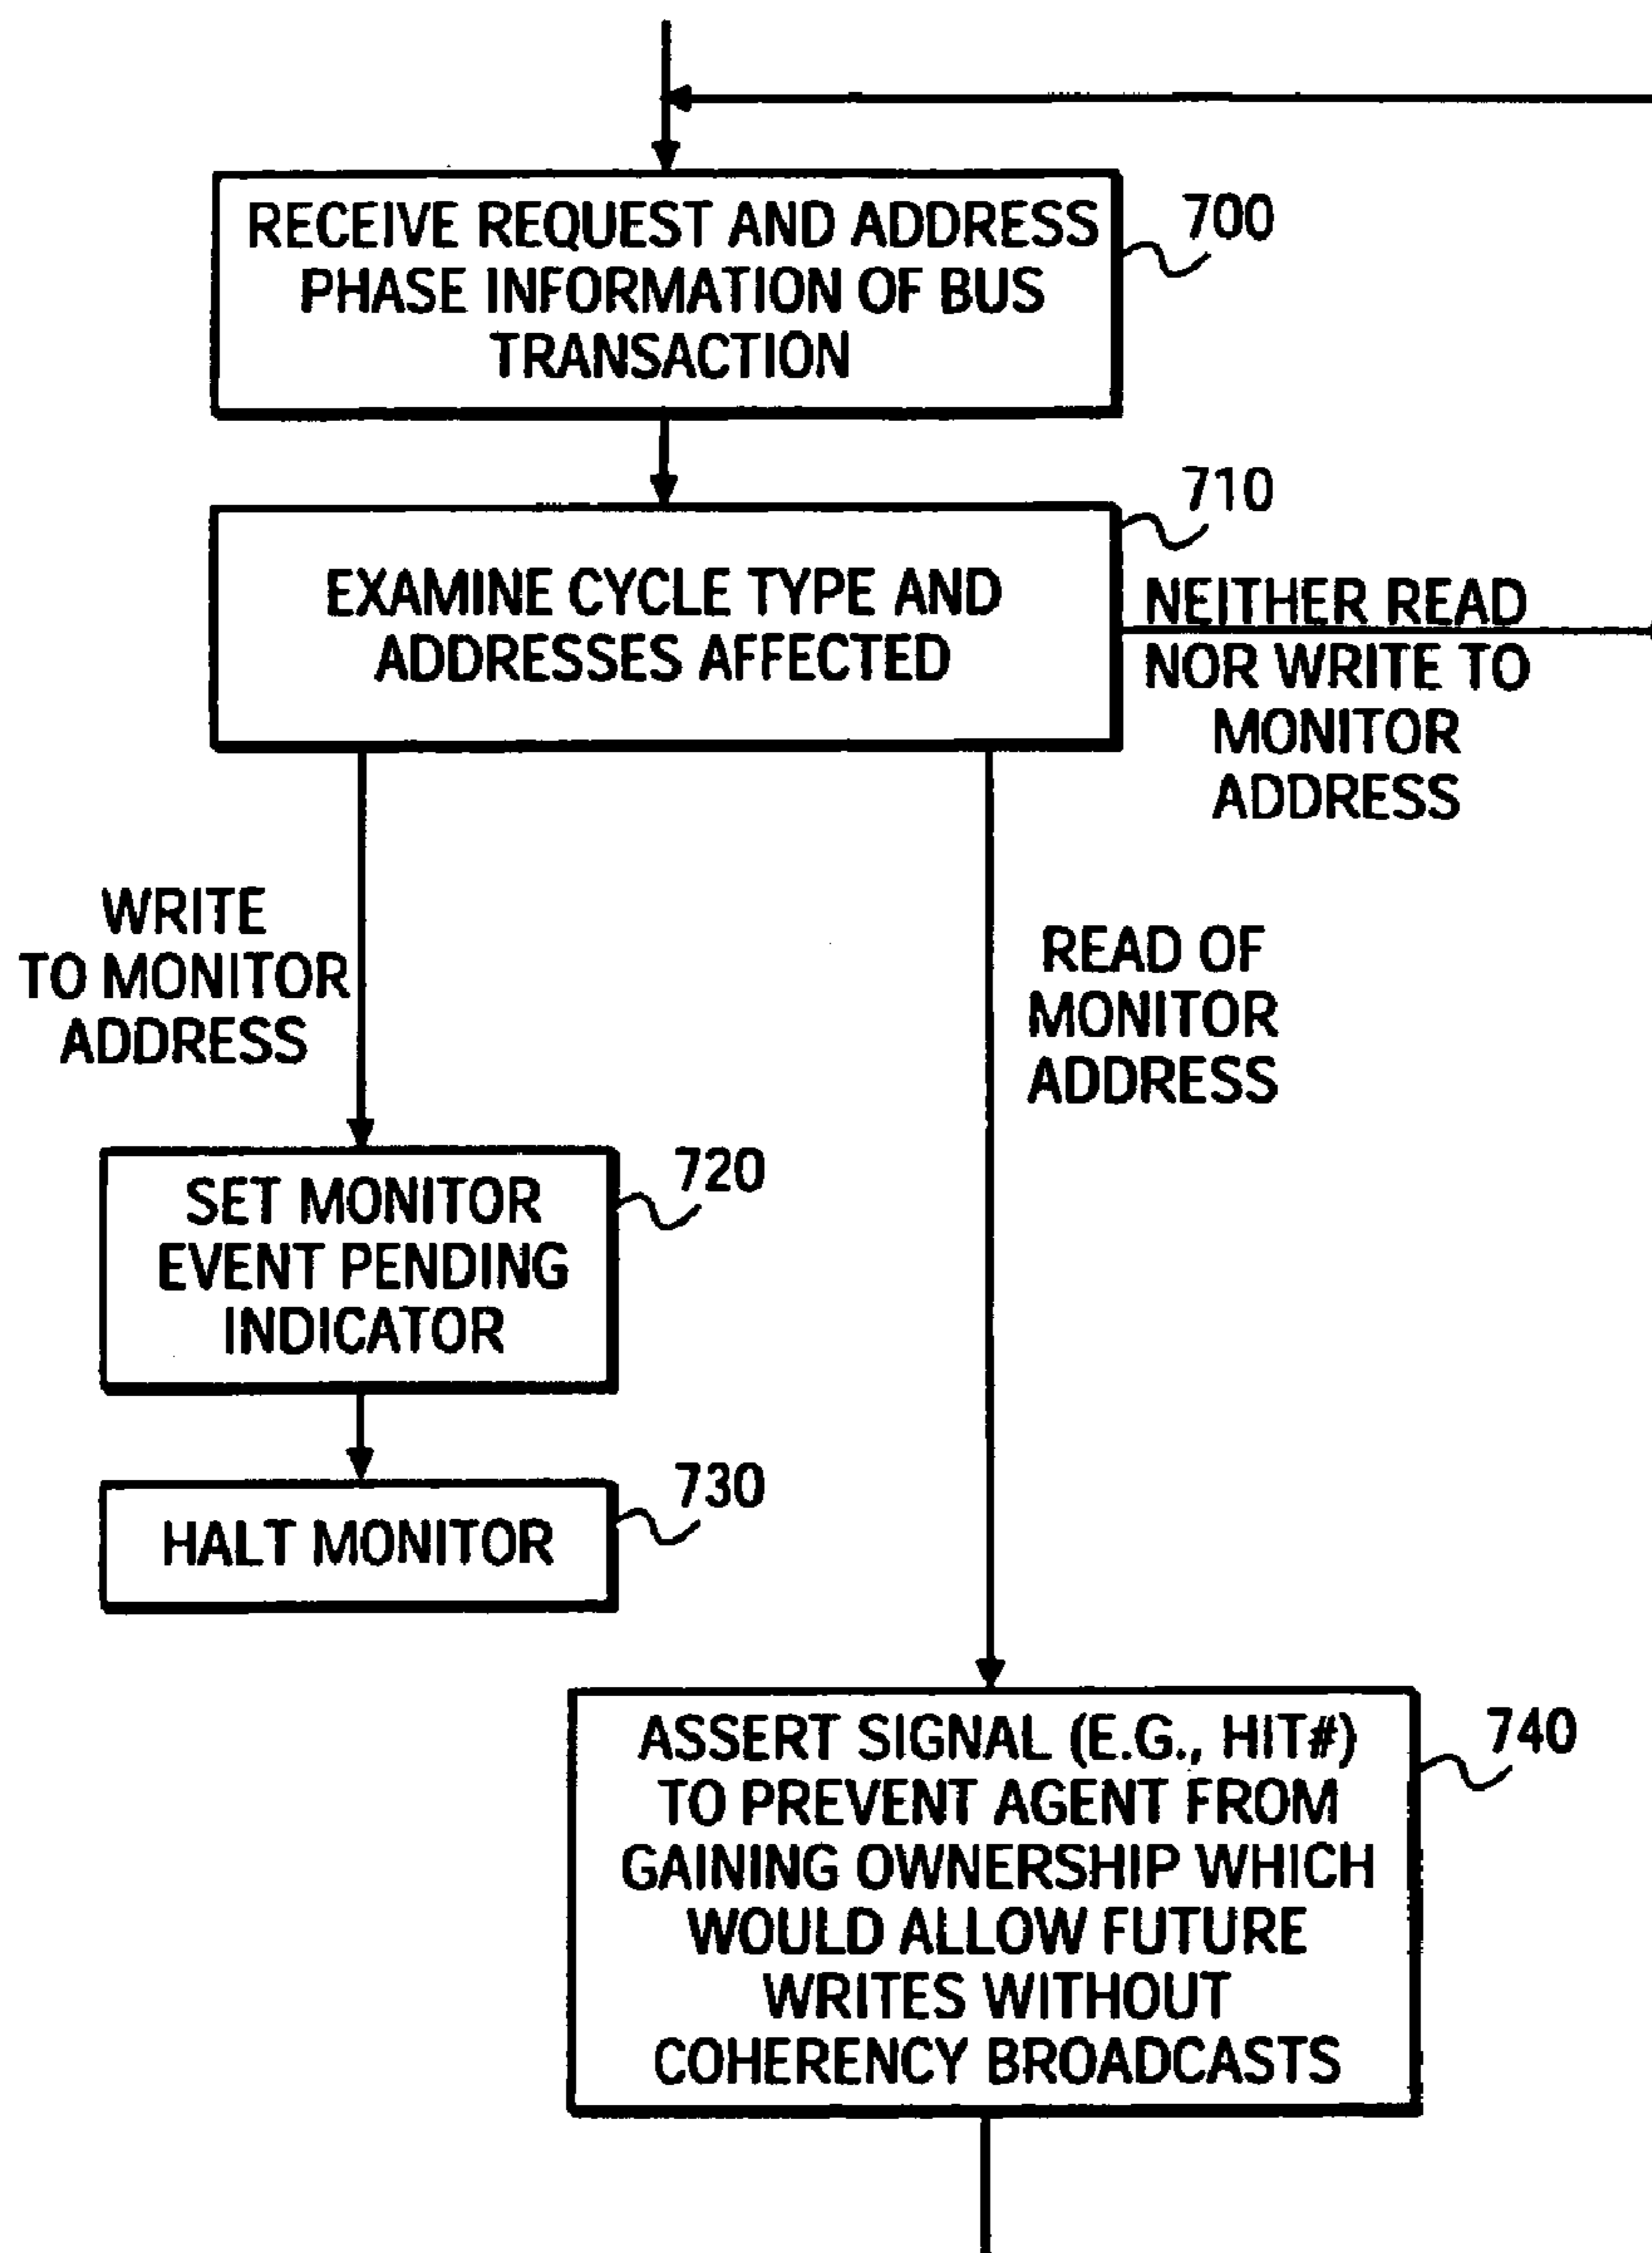 RECEIVE REQUEST AND ADDRESS
PHASE INFORMATION OF BUS
TRANSACTION
700
EXAMINE CYCLE TYPE AND
ADDRESSES AFFECTED
710
NEITHER READ
NOR WRITE TO
MONITOR
ADDRESS
WRITE
TO MONITOR
ADDRESS
READ OF
MONITOR
ADDRESS
SET MONITOR
EVENT PENDING
INDICATOR
720
HALT MONITOR
730
ASSERT SIGNAL (E.G., HIT#)
TO PREVENT AGENT FROM
GAINING OWNERSHIP WHICH
WOULD ALLOW FUTURE
WRITES WITHOUT
COHERENCY BROADCASTS
740